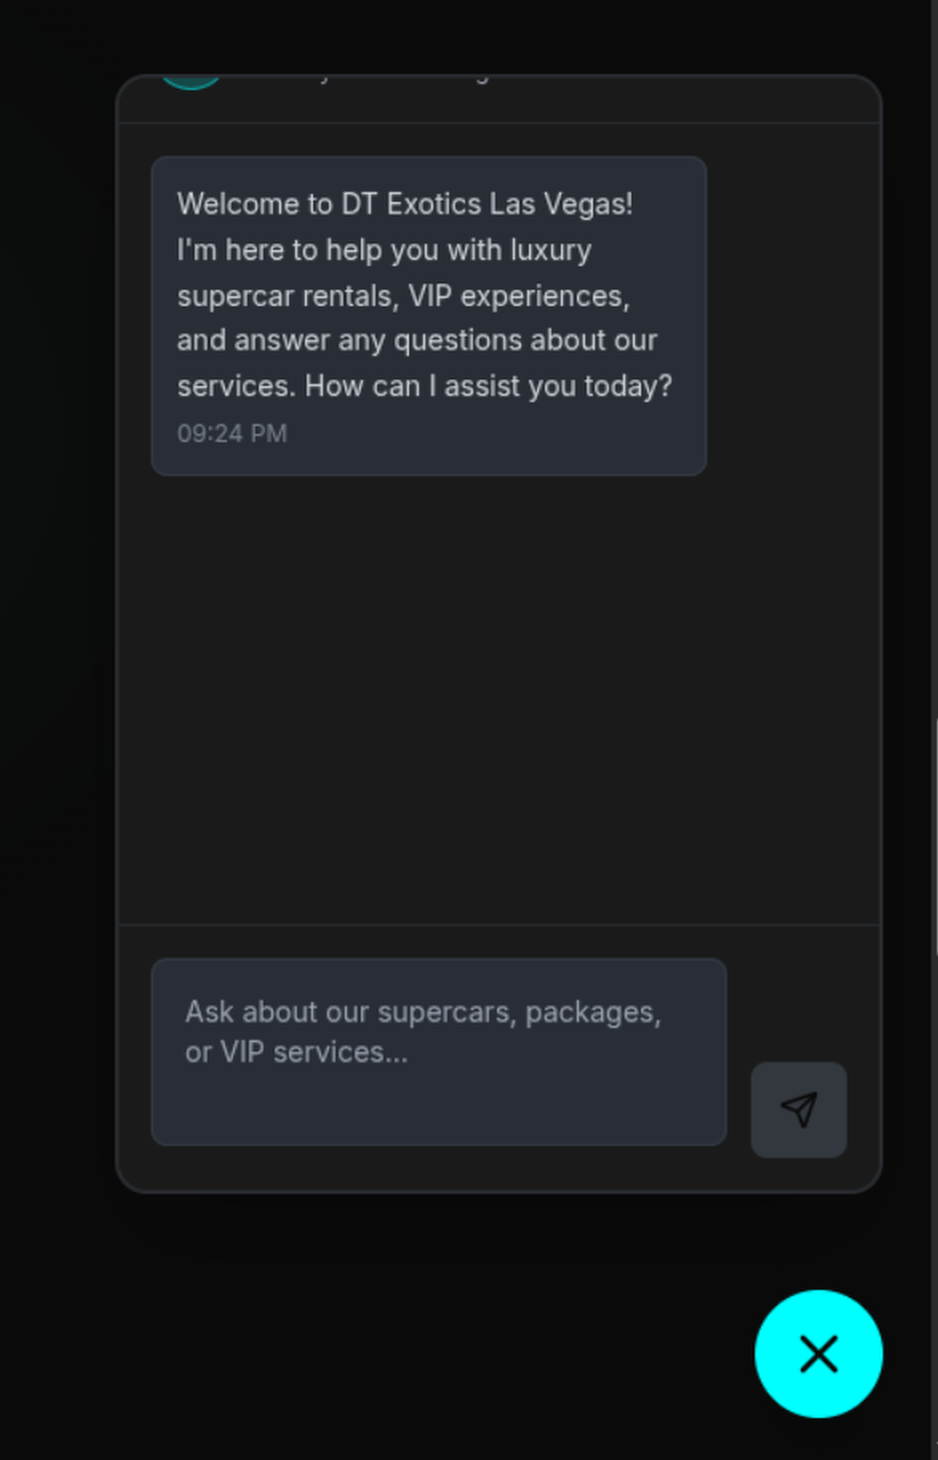 Welcome to DT Exotics Las Vegas!
I'm here to help you with luxury
supercar rentals, VIP experiences,
and answer any questions about our
services. How can I assist you today?
09:24 PM
Ask about our supercars, packages,
or VIP services...